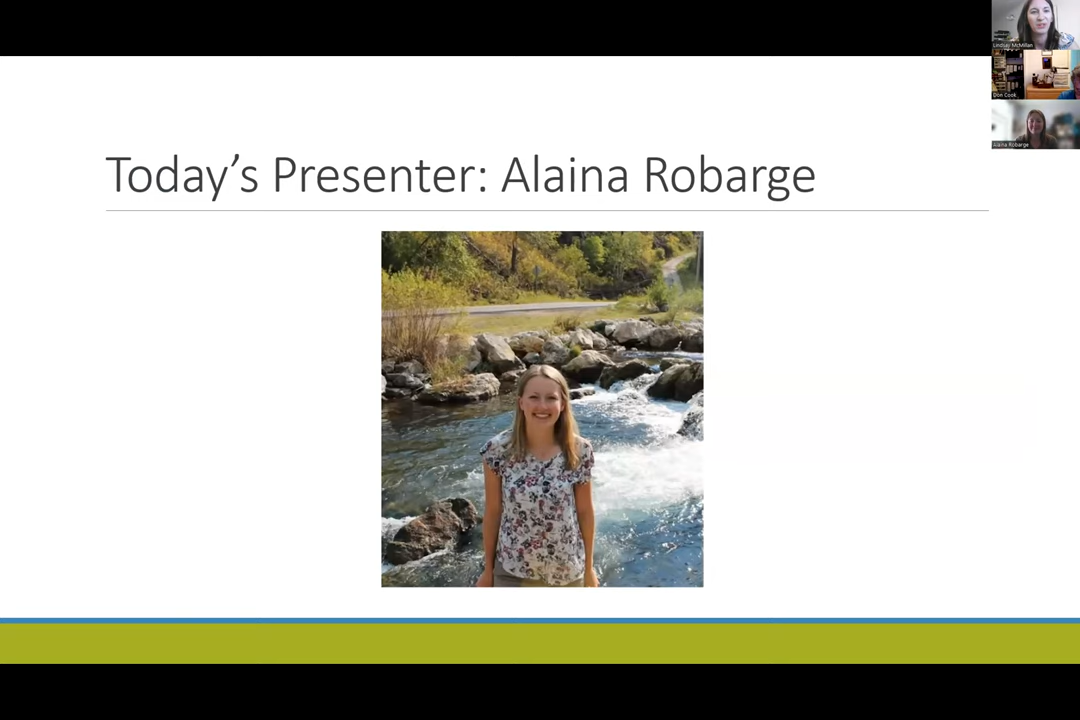 Today's Presenter: Alaina Robarge
Lindsay McMillan
Don Cook
Alaina Robarge